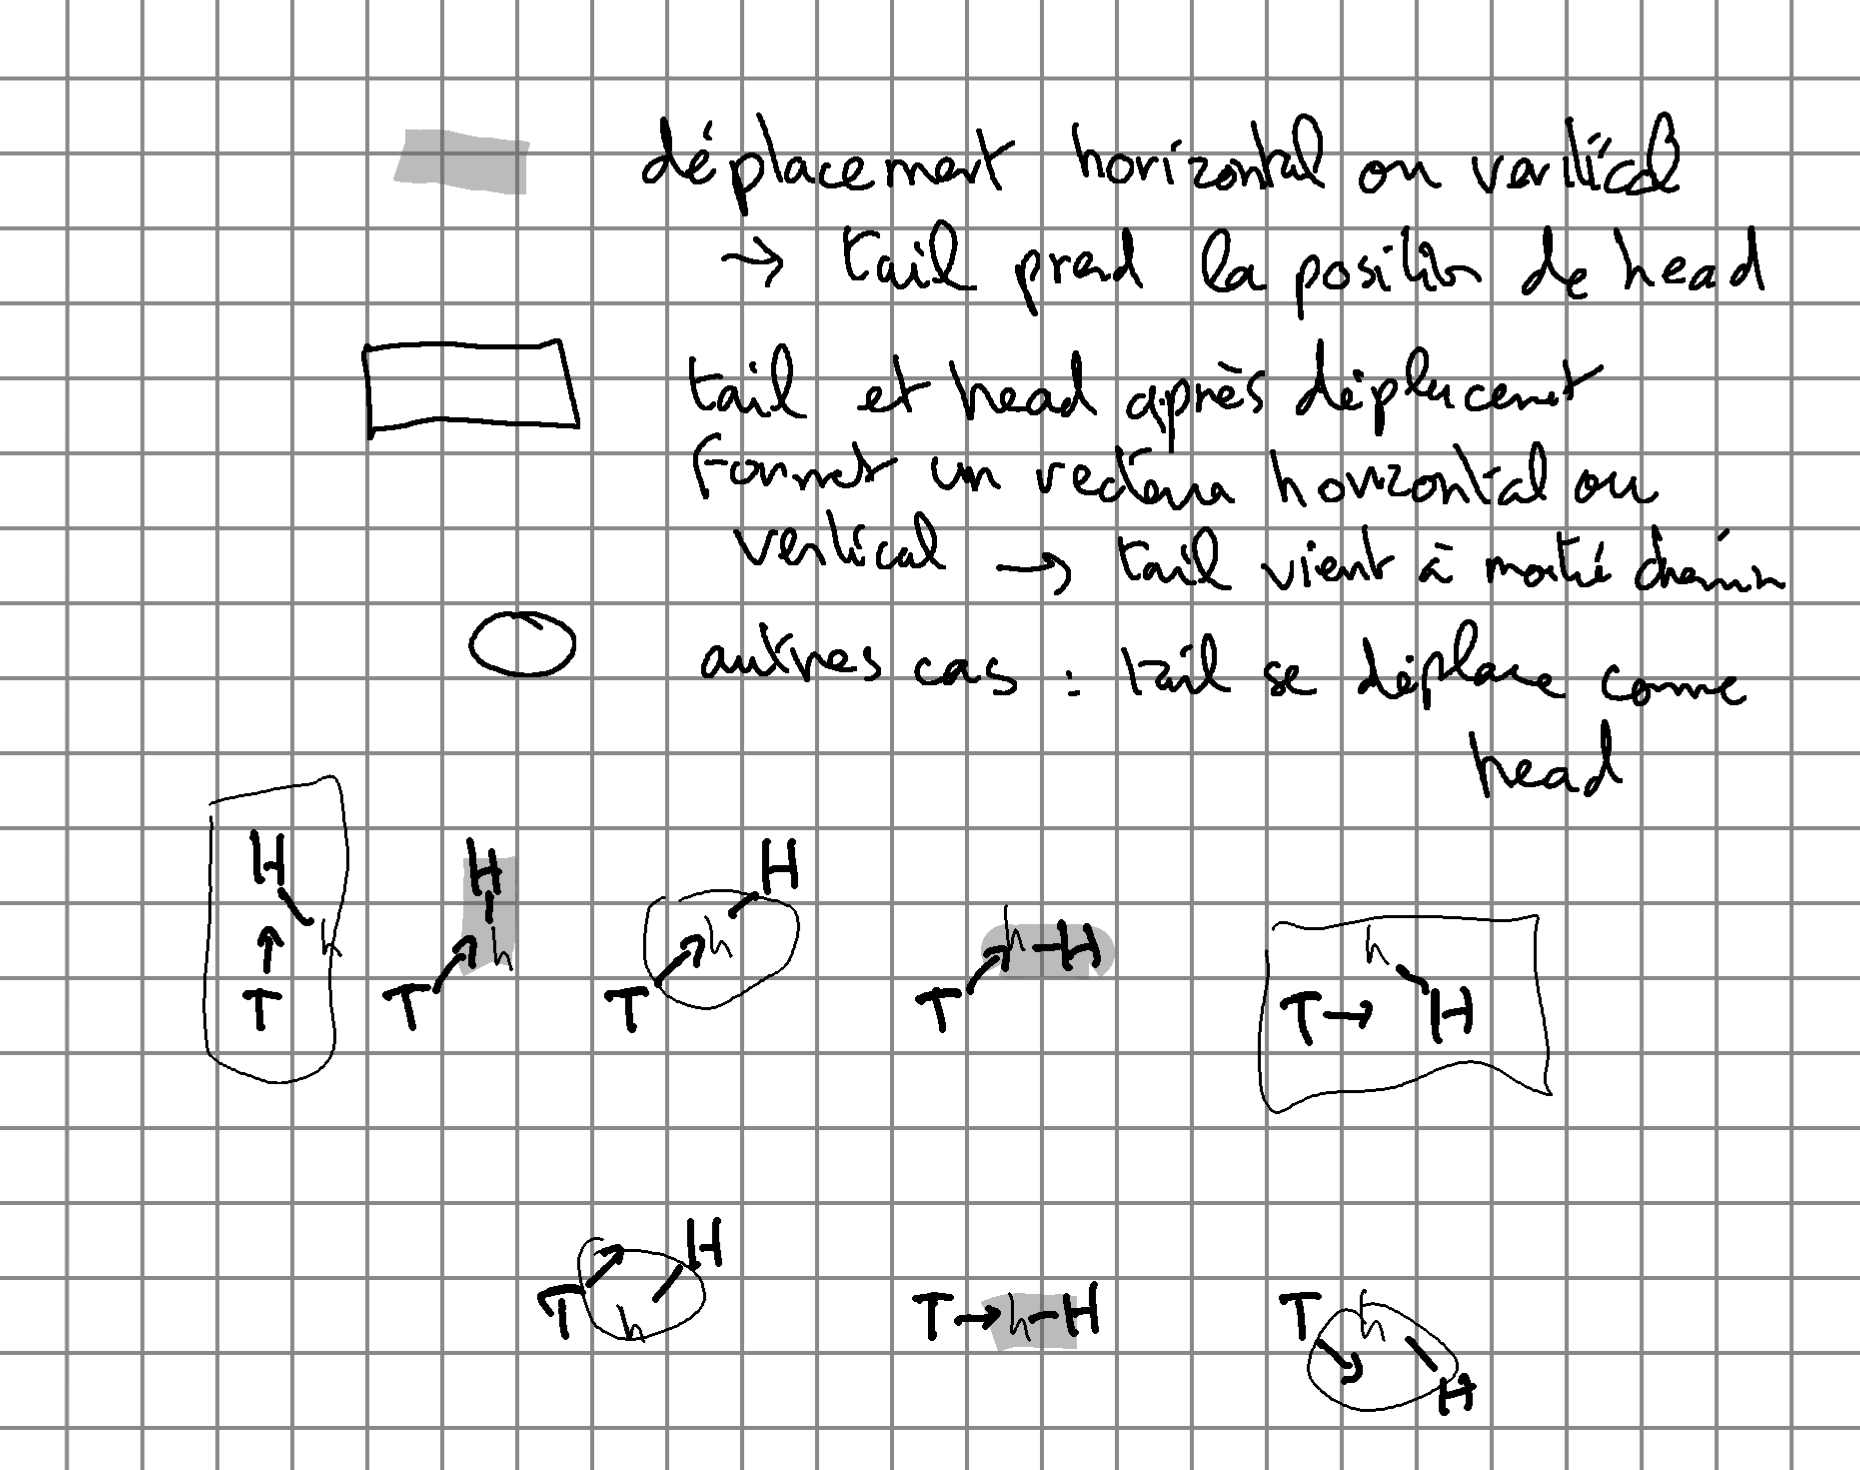 déplacement horizontal ou vertical
→ tail prend la position de head
tail et head après déplacement
forment un vecteur horizontal ou
vertical → tail vient à moitié chemin
autres cas : tail se déplace comme
head
H H H
h h h h-H h
T T T T T→ H
H
T h T→h-H T h
H